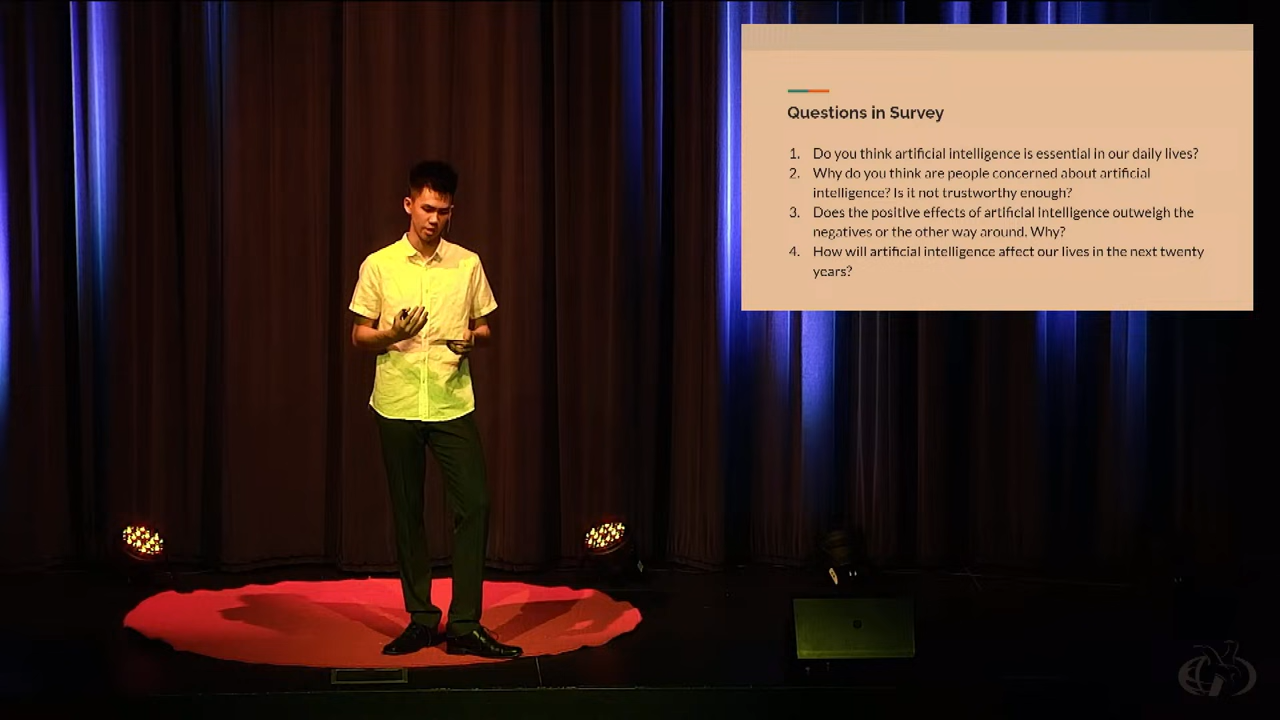 Questions in Survey
1. Do you think artificial intelligence is essential in our daily lives?
2. Why do you think are people concerned about artificial
intelligence? Is it not trustworthy enough?
3. Does the positive effects of artificial intelligence outweigh the
negatives or the other way around. Why?
4. How will artificial intelligence affect our lives in the next twenty
years?